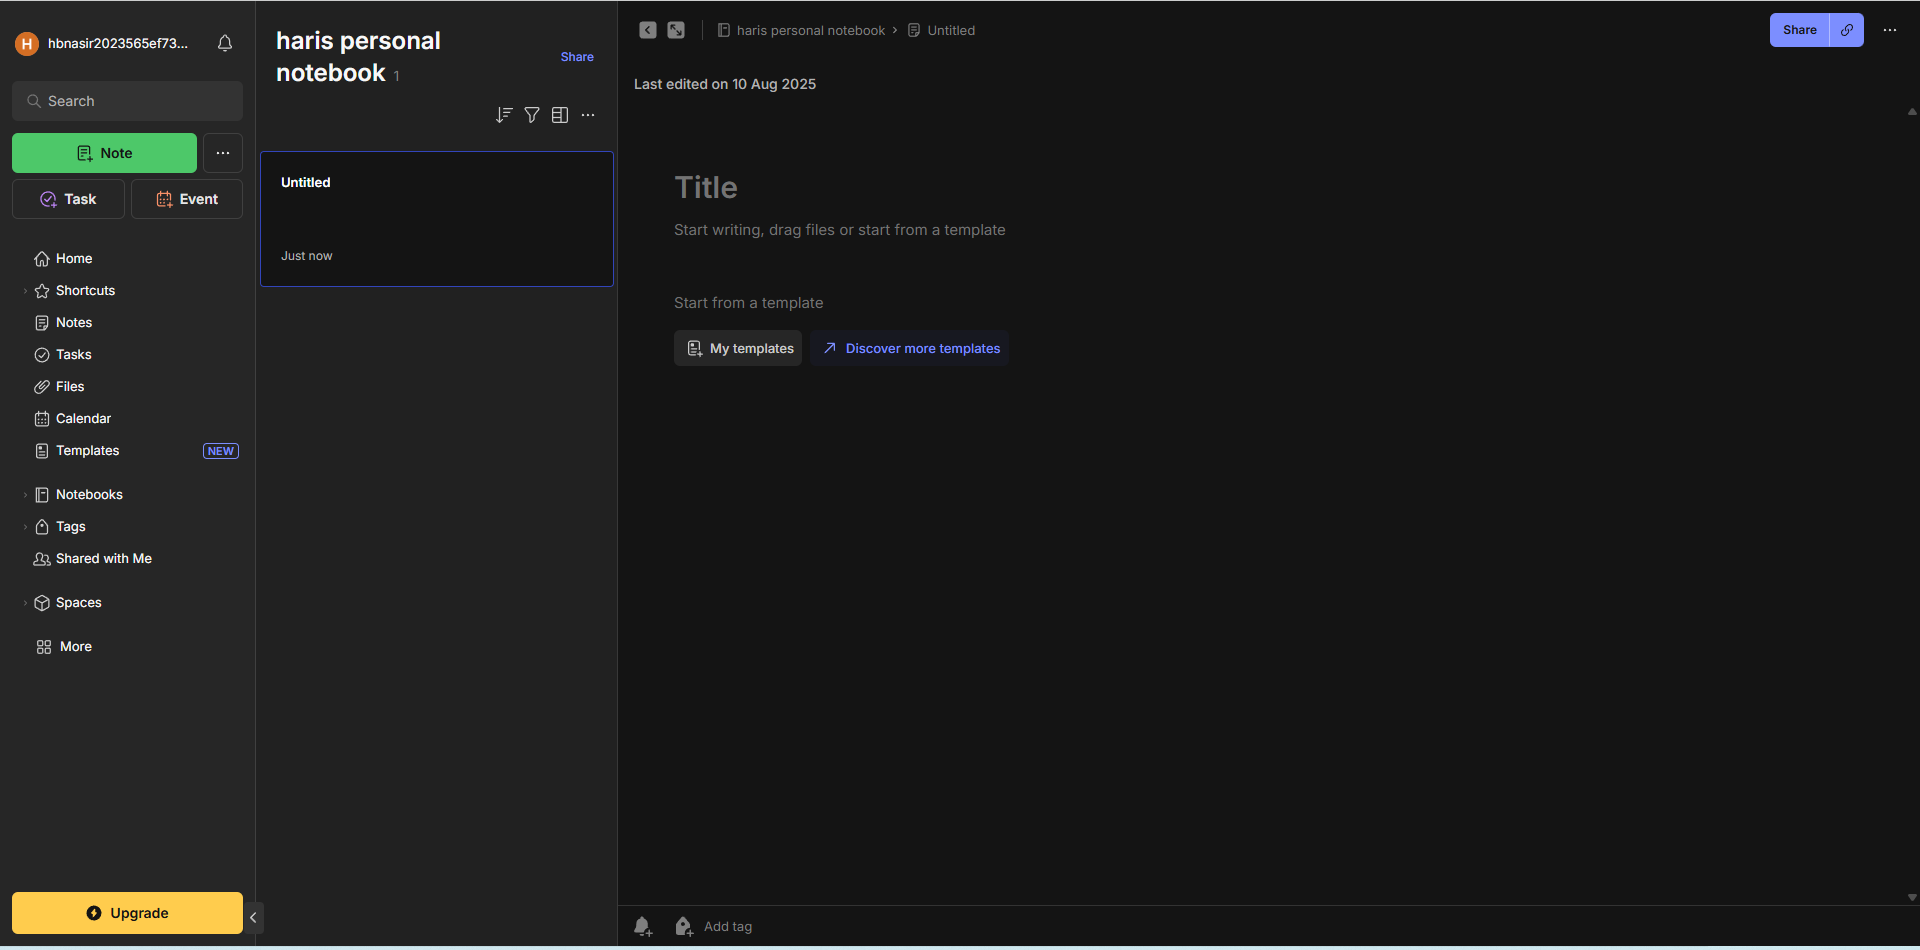 H hbnasir2023565ef73...
Search
Note
Task
Event
Home
Shortcuts
Notes
Tasks
Files
Calendar
Templates NEW
Notebooks
Tags
Shared with Me
Spaces
More
Upgrade
haris personal
notebook 1
Share
Untitled
Just now
haris personal notebook › Untitled
Share
Last edited on 10 Aug 2025
Title
Start writing, drag files or start from a template
Start from a template
My templates
Discover more templates
Add tag